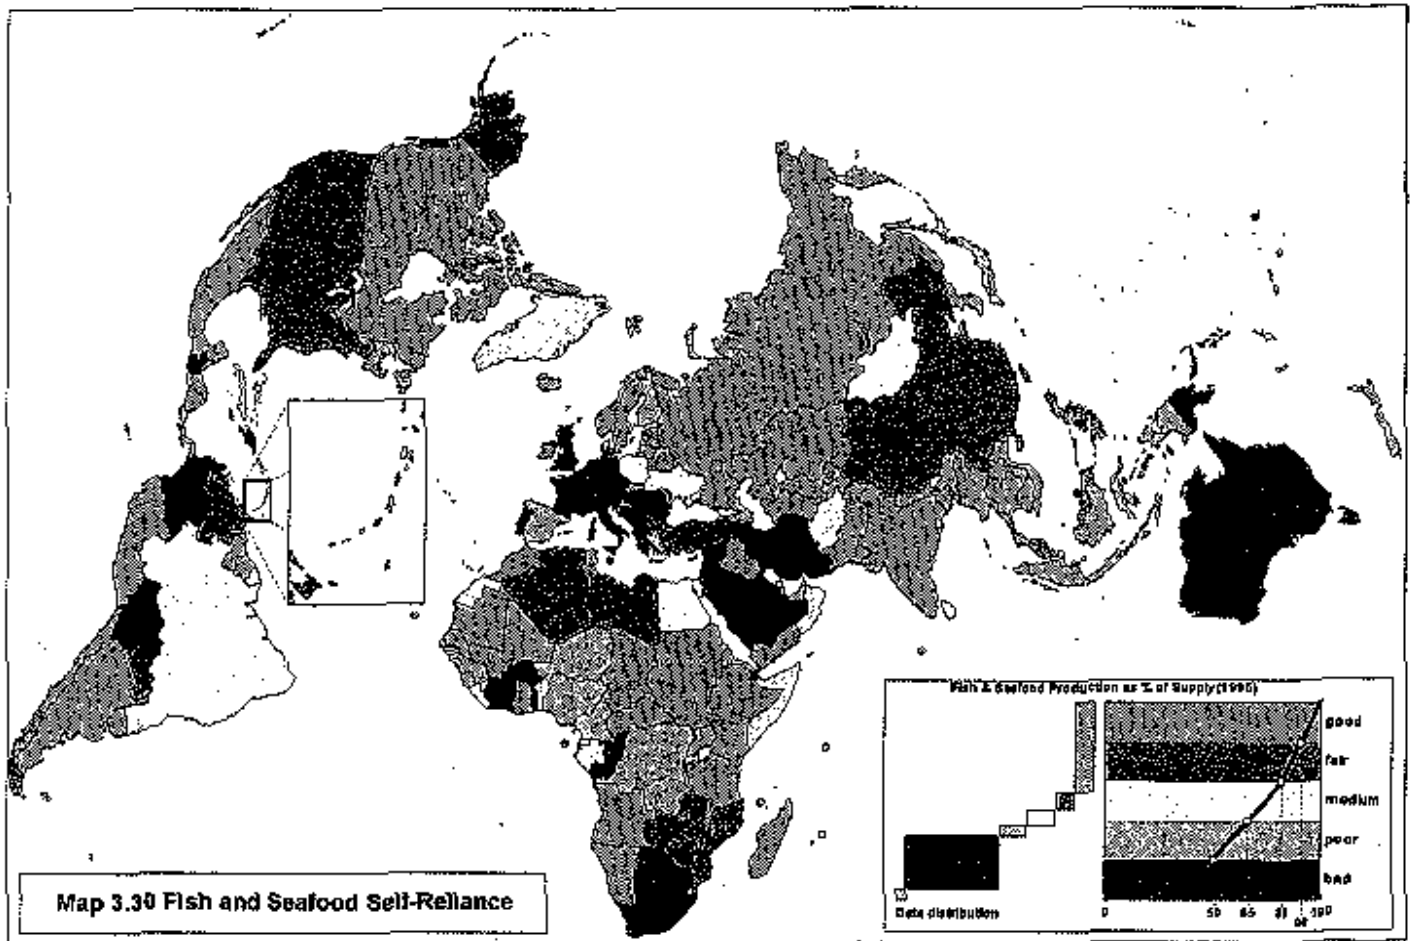 Fish & Seafood Production as % of Supply (1995)
good
fair
medium
poor
bad
Data distribution
0 50 65 100
Map 3.30 Fish and Seafood Self-Reliance